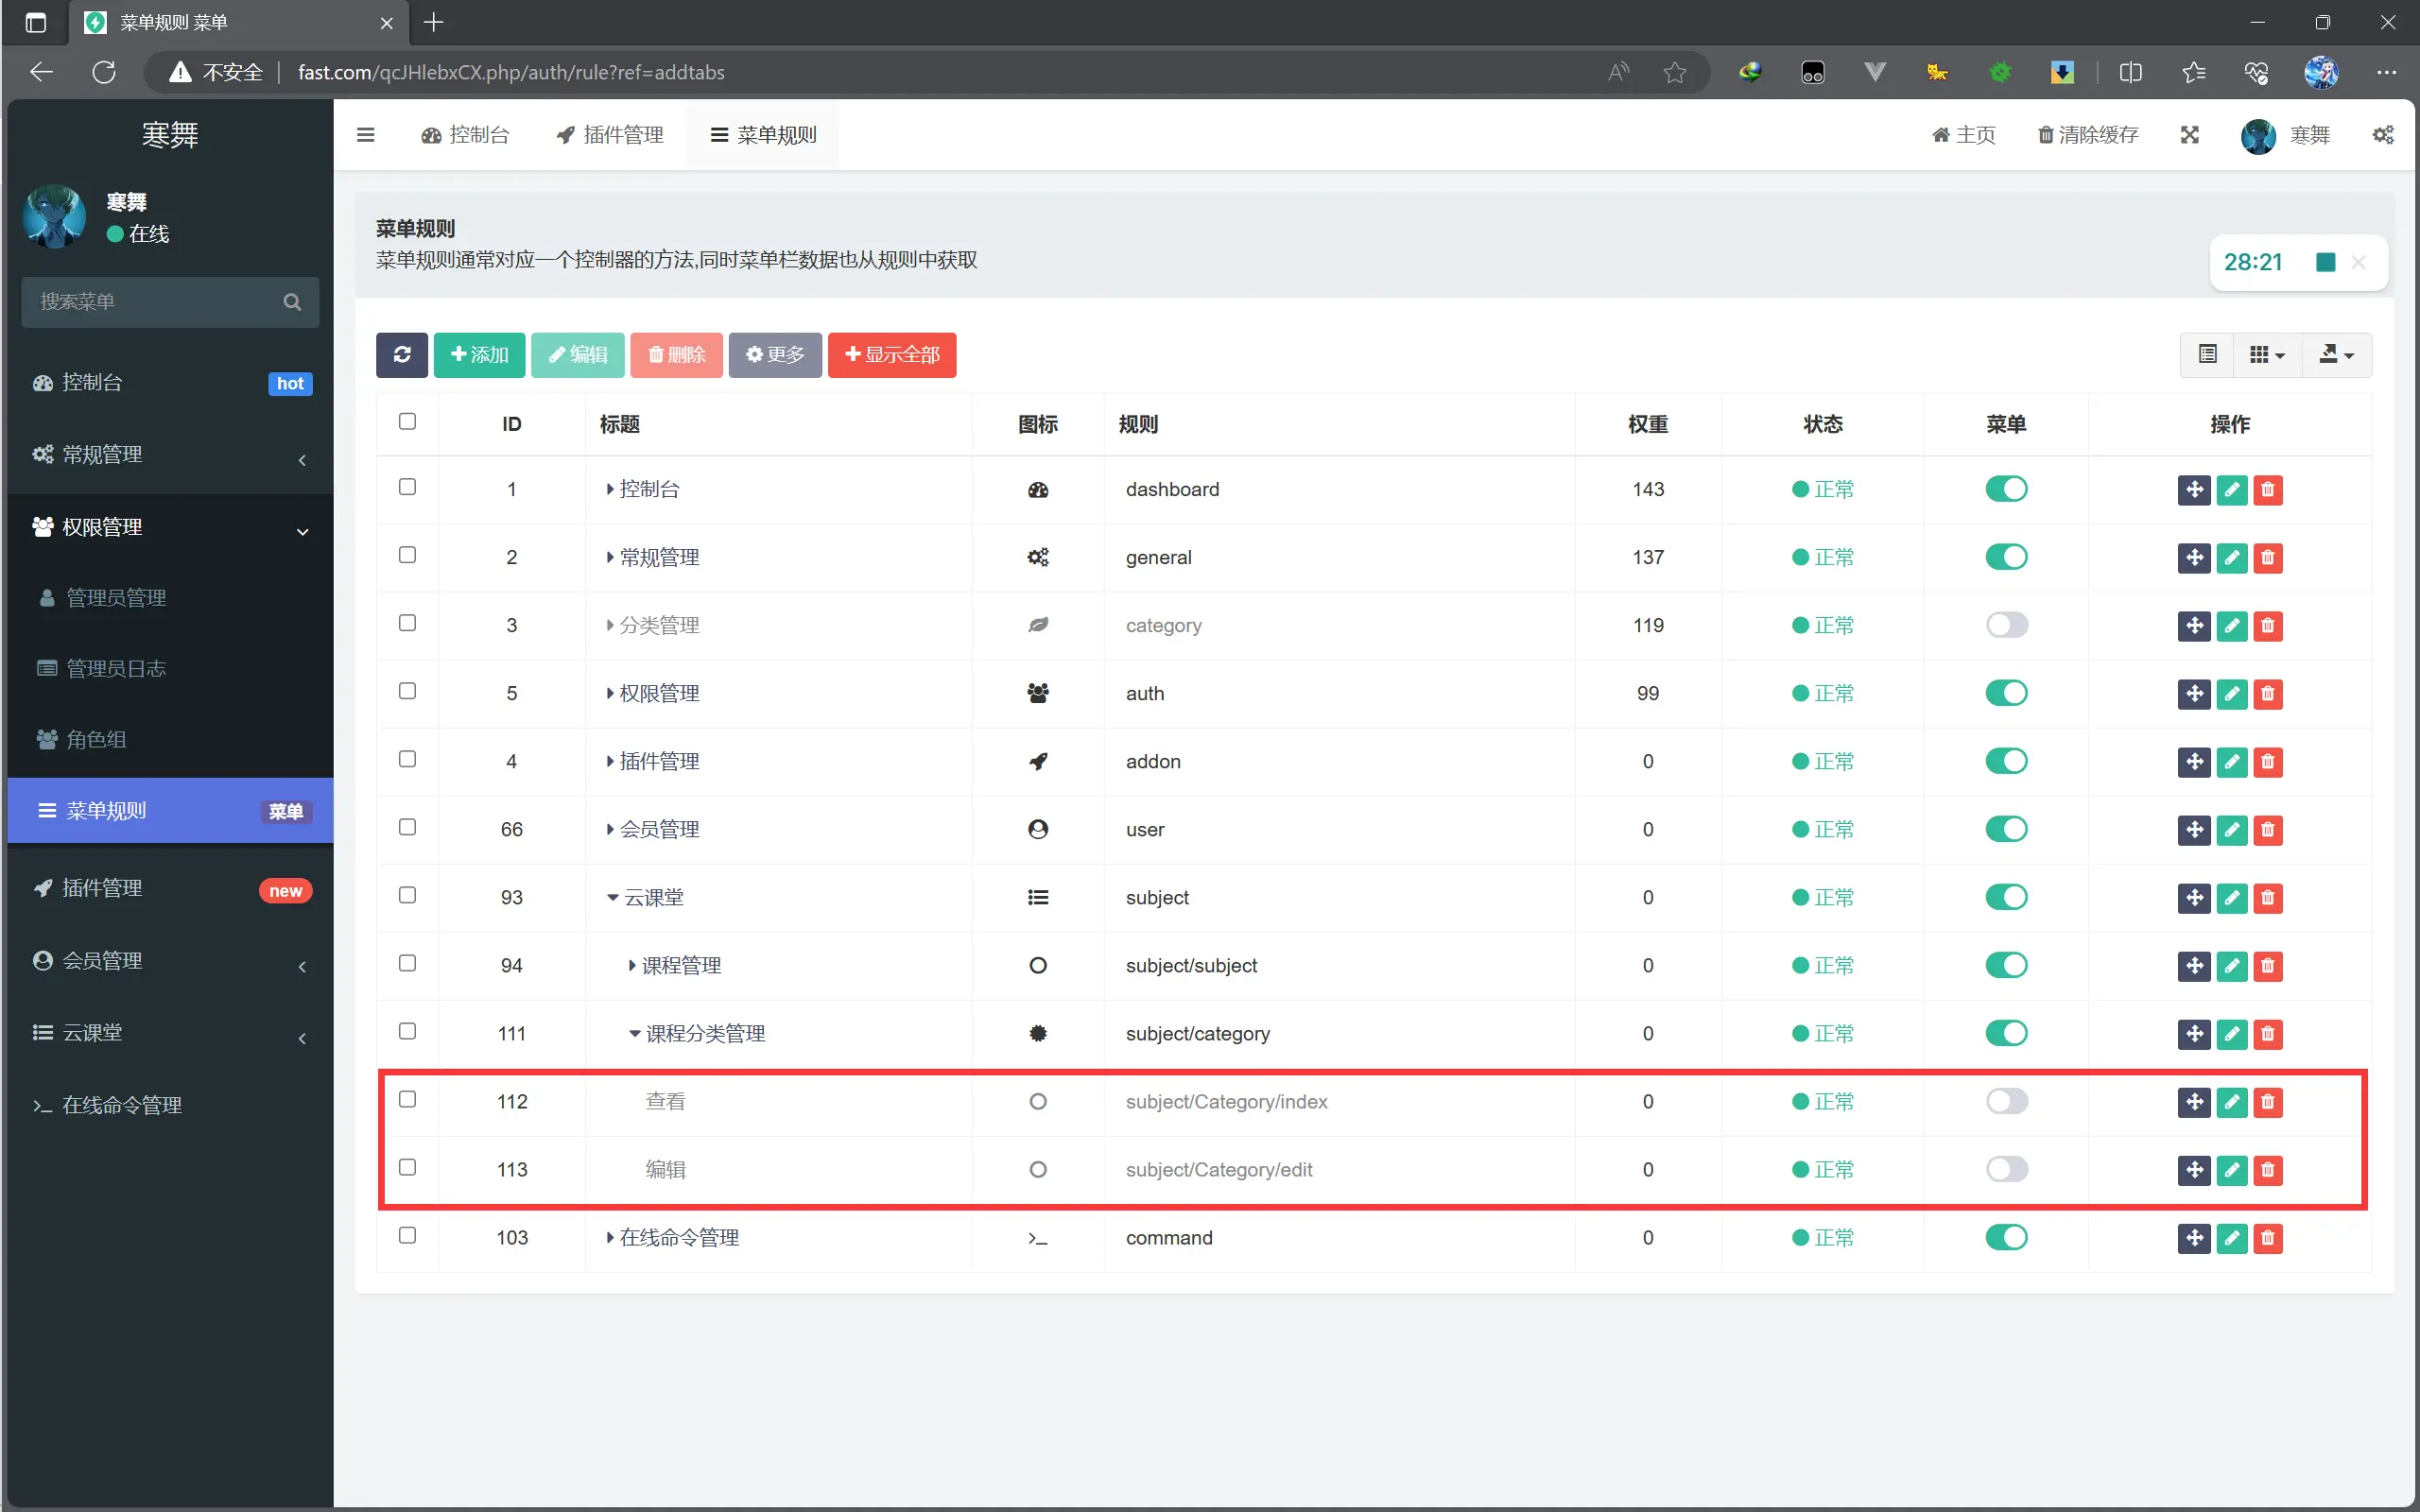 菜单规则 菜单
不安全 fast.com/qcJHlebxCX.php/auth/rule?ref=addtabs
寒舞
控制台 插件管理 菜单规则 主页 清除缓存 寒舞
寒舞
在线
搜索菜单
控制台 hot
常规管理
权限管理
管理员管理
管理员日志
角色组
菜单规则 菜单
插件管理 new
会员管理
云课堂
在线命令管理
菜单规则
菜单规则通常对应一个控制器的方法,同时菜单栏数据也从规则中获取
28:21
添加 编辑 删除 更多 显示全部
ID 标题 图标 规则 权重 状态 菜单 操作
1 控制台 dashboard 143 正常
2 常规管理 general 137 正常
3 分类管理 category 119 正常
5 权限管理 auth 99 正常
4 插件管理 addon 0 正常
66 会员管理 user 0 正常
93 云课堂 subject 0 正常
94 课程管理 subject/subject 0 正常
111 课程分类管理 subject/category 0 正常
112 查看 subject/Category/index 0 正常
113 编辑 subject/Category/edit 0 正常
103 在线命令管理 command 0 正常